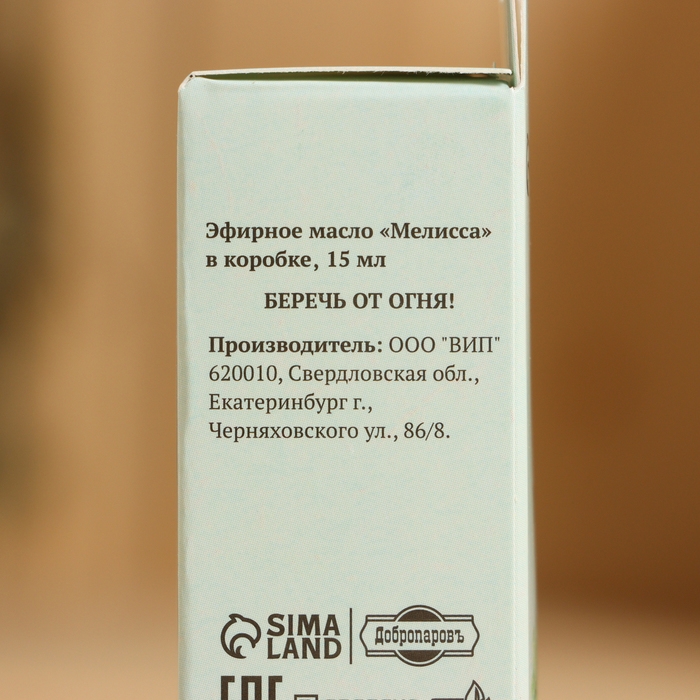 Эфирное масло «Мелисса»
в коробке, 15 мл
БЕРЕЧЬ ОТ ОГНЯ!
Производитель: ООО "ВИП"
620010, Свердловская обл.,
Екатеринбург г.,
Черняховского ул., 86/8.
SIMA
LAND
Добропаровъ